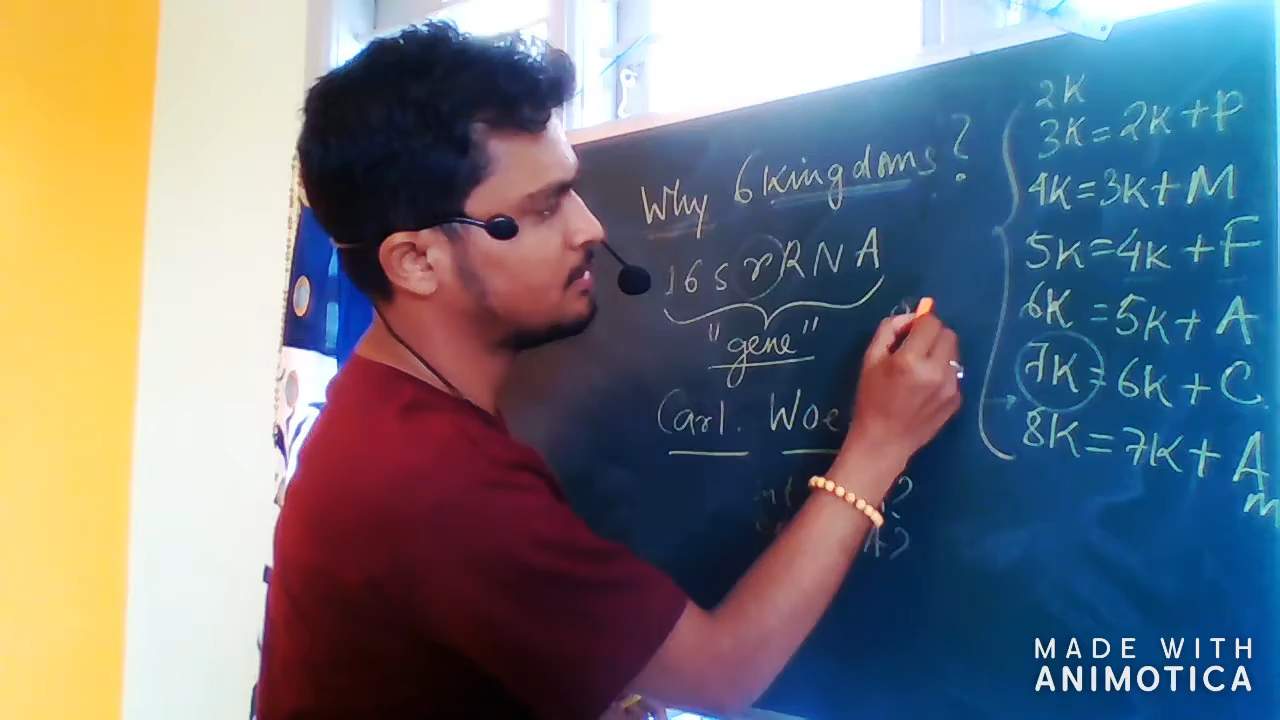 Why 6 Kingdoms?
16 s rRNA
"gene"
Carl. Woe
2K
3K = 2K + P
4K = 3K + M
5K = 4K + F
6K = 5K + A
7K = 6K + C
8K = 7K + A
m
MADE WITH
ANIMOTICA